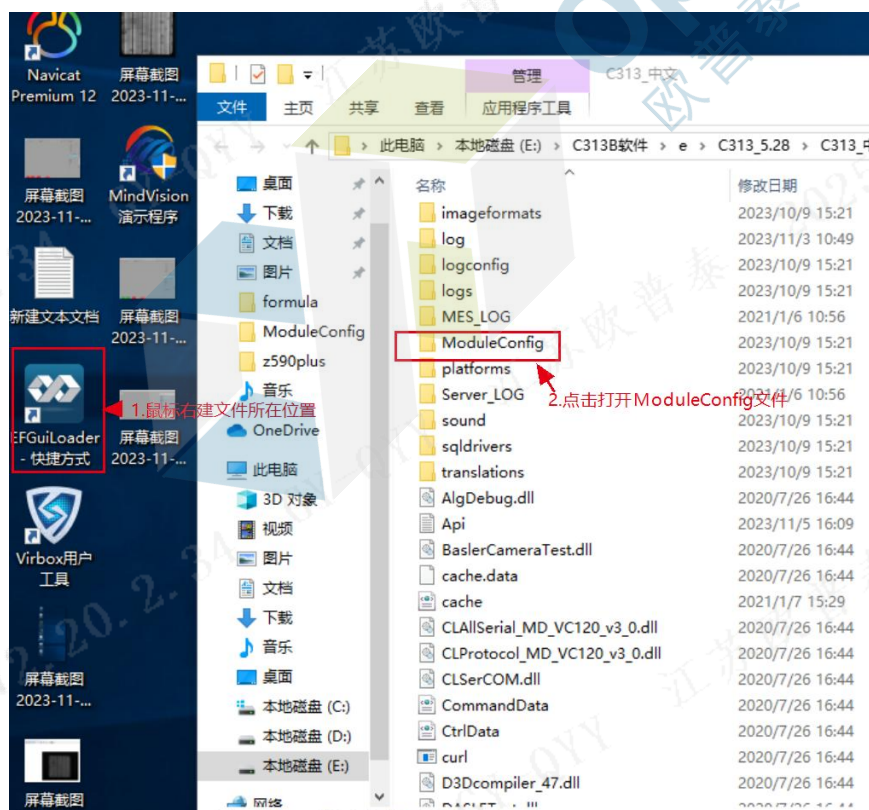 Navicat
Premium 12
屏幕截图
2023-11-...
屏幕截图
2023-11-...
MindVision
演示程序
新建文本文档
屏幕截图
2023-11-...
EFGuiLoader
- 快捷方式
屏幕截图
2023-11-...
Virbox用户
工具
屏幕截图
2023-11-...
屏幕截图
1.鼠标右建文件所在位置
管理
C313_中文
文件
主页
共享
查看
应用程序工具
此电脑 › 本地磁盘 (E:) › C313B软件 › e › C313_5.28 › C313_中
桌面
下载
文档
图片
formula
ModuleConfig
z590plus
音乐
OneDrive
此电脑
3D 对象
视频
图片
文档
下载
音乐
桌面
本地磁盘 (C:)
本地磁盘 (D:)
本地磁盘 (E:)
网络
名称 修改日期
imageformats 2023/10/9 15:21
log 2023/11/3 10:49
logconfig 2023/10/9 15:21
logs 2023/10/9 15:21
MES_LOG 2021/1/6 10:56
ModuleConfig 2023/10/9 15:21
platforms 2023/10/9 15:21
Server_LOG 2021/1/6 10:56
2.点击打开ModuleConfig文件
sound 2023/10/9 15:21
sqldrivers 2023/10/9 15:21
translations 2023/10/9 15:21
AlgDebug.dll 2020/7/26 16:44
Api 2023/11/5 16:09
BaslerCameraTest.dll 2020/7/26 16:44
cache.data 2020/7/26 16:44
cache 2021/1/7 15:29
CLAllSerial_MD_VC120_v3_0.dll 2020/7/26 16:44
CLProtocol_MD_VC120_v3_0.dll 2020/7/26 16:44
CLSerCOM.dll 2020/7/26 16:44
CommandData 2020/7/26 16:44
CtrlData 2020/7/26 16:44
curl 2020/7/26 16:44
D3Dcompiler_47.dll 2020/7/26 16:44